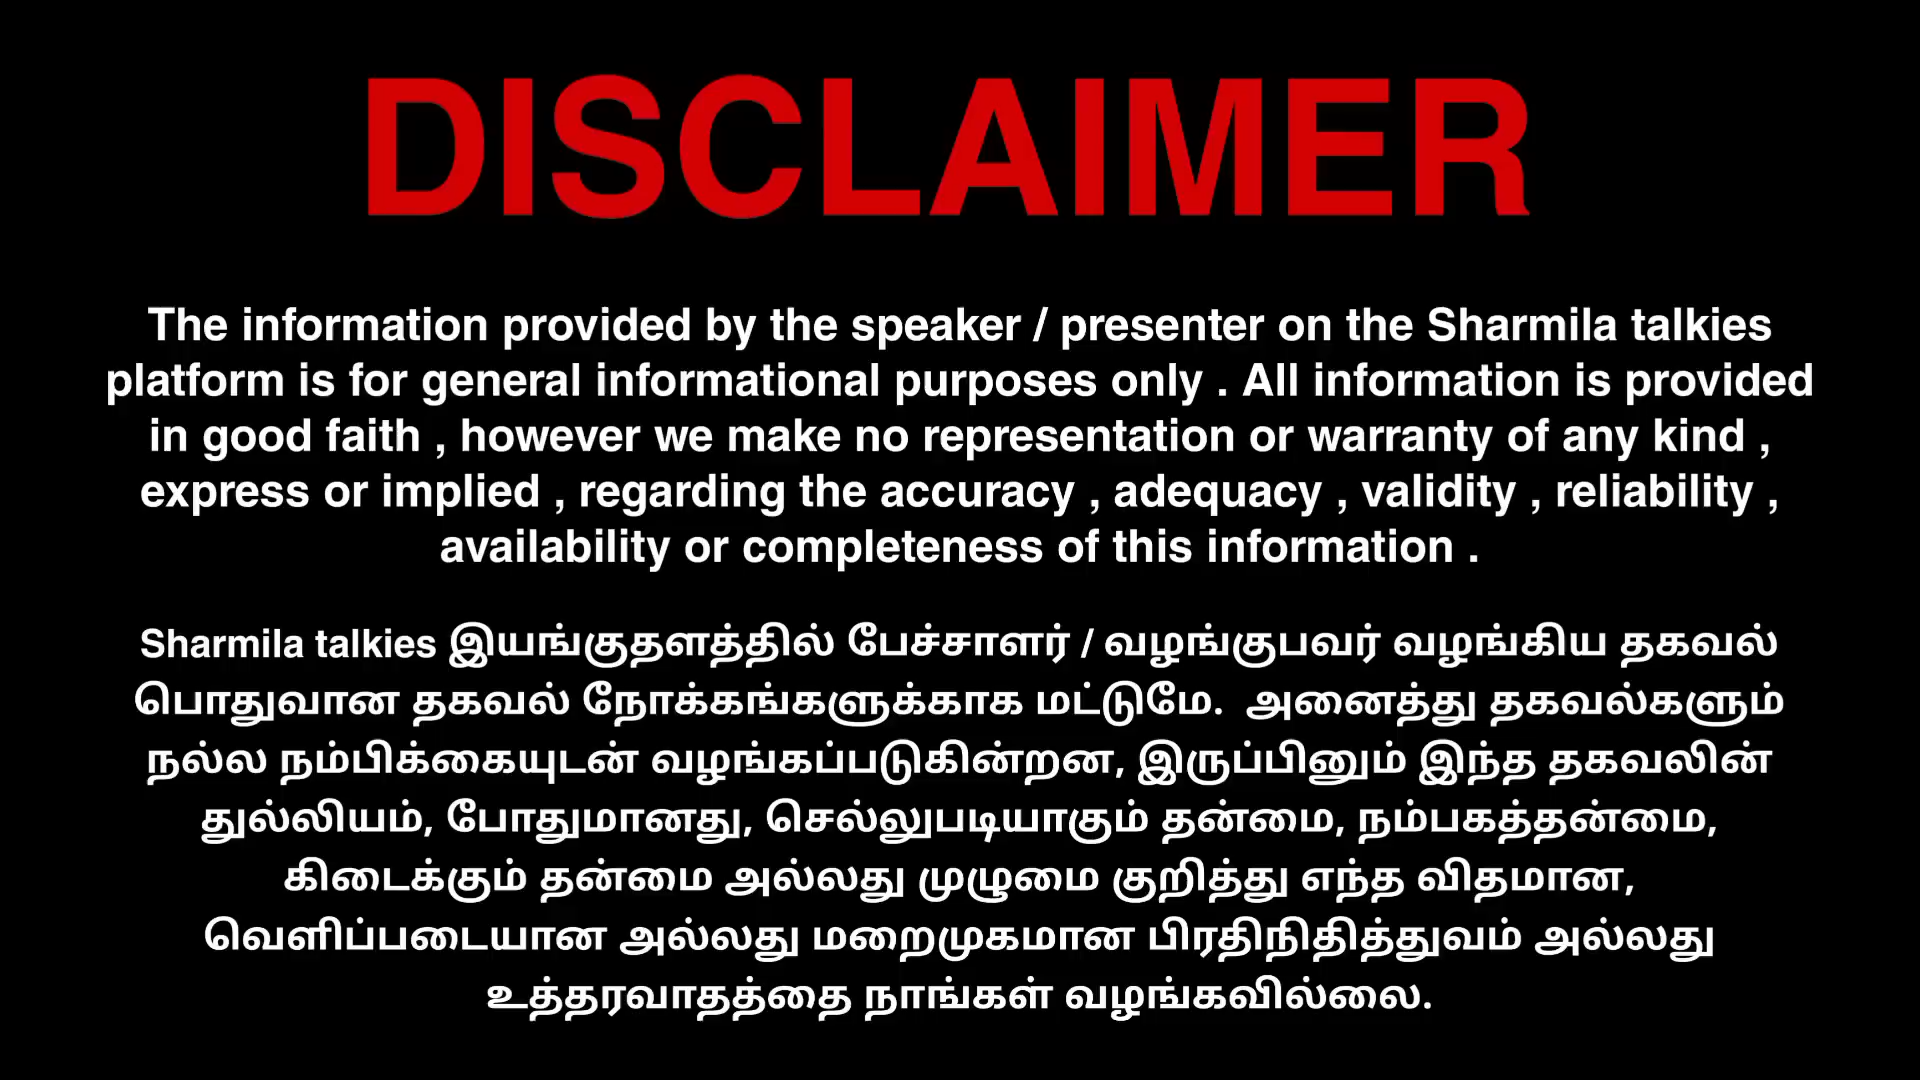 DISCLAIMER
The information provided by the speaker / presenter on the Sharmila talkies
platform is for general informational purposes only . All information is provided
in good faith , however we make no representation or warranty of any kind ,
express or implied , regarding the accuracy , adequacy , validity , reliability ,
availability or completeness of this information .
Sharmila talkies இயங்குதளத்தில் பேச்சாளர் / வழங்குபவர் வழங்கிய தகவல்
பொதுவான தகவல் நோக்கங்களுக்காக மட்டுமே.  அனைத்து தகவல்களும்
நல்ல நம்பிக்கையுடன் வழங்கப்படுகின்றன, இருப்பினும் இந்த தகவலின்
துல்லியம், போதுமானது, செல்லுபடியாகும் தன்மை, நம்பகத்தன்மை,
கிடைக்கும் தன்மை அல்லது முழுமை குறித்து எந்த விதமான,
வெளிப்படையான அல்லது மறைமுகமான பிரதிநிதித்துவம் அல்லது
உத்தரவாதத்தை நாங்கள் வழங்கவில்லை.